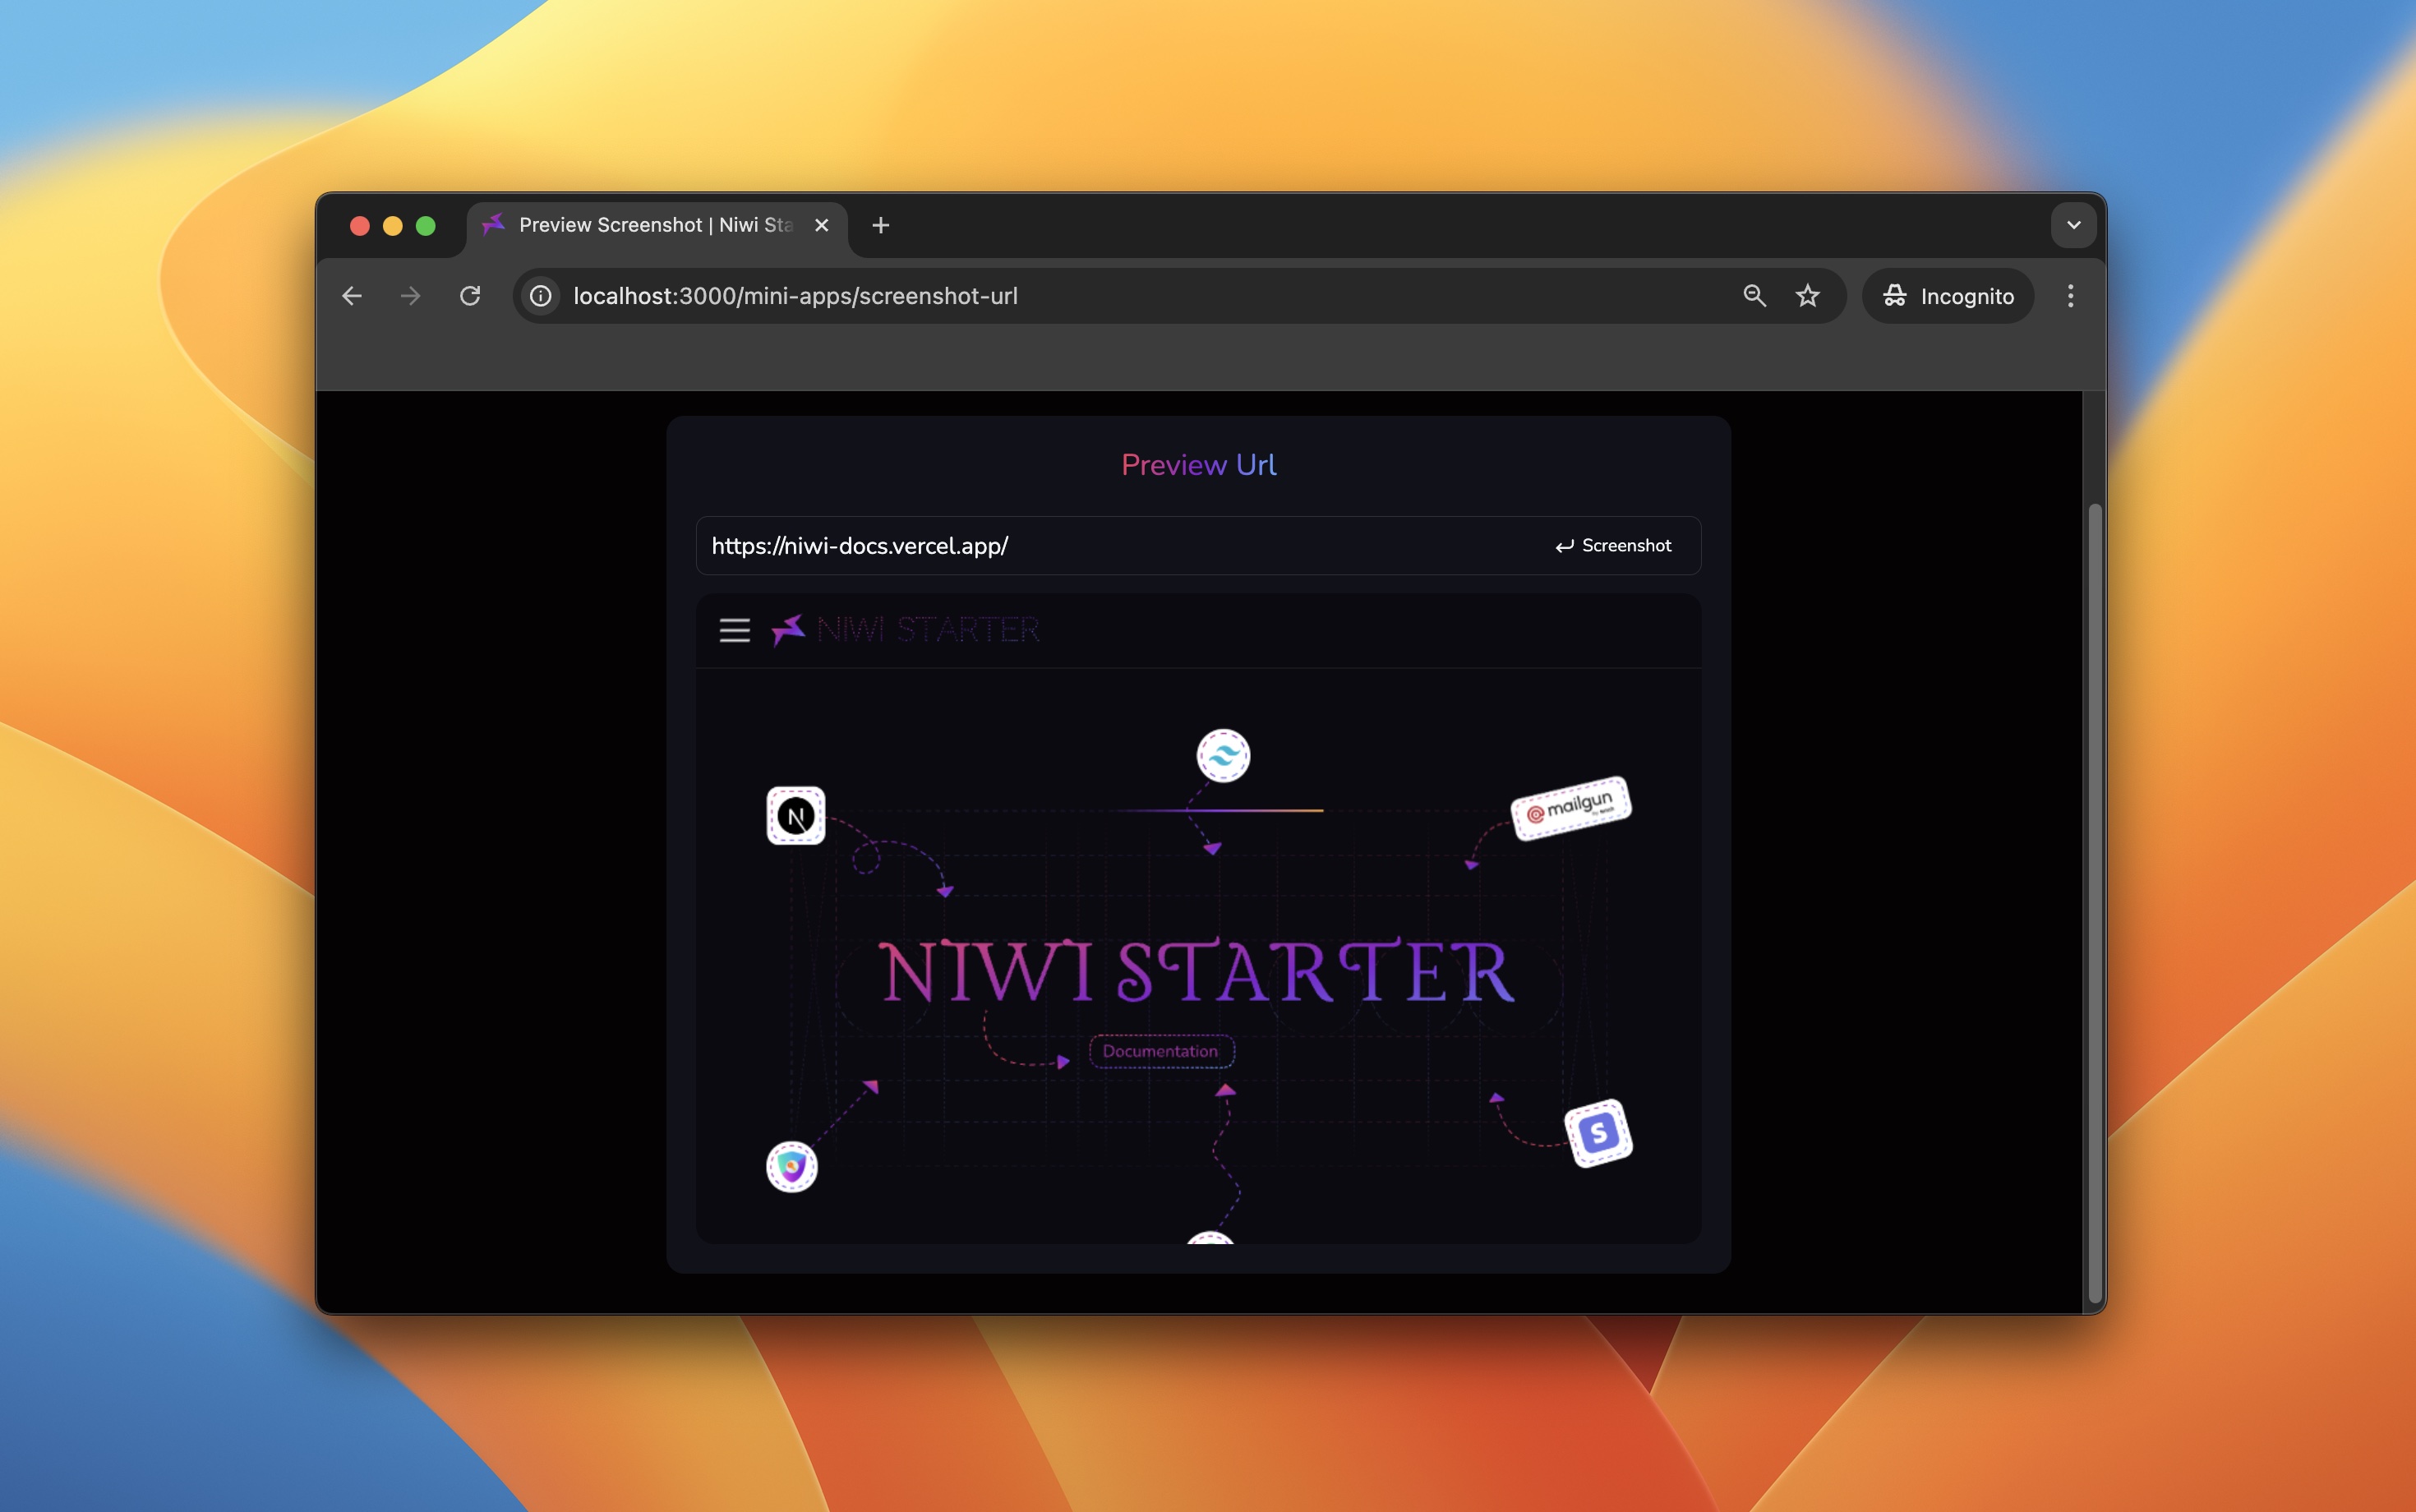 Preview Screenshot | Niwi Sta
localhost:3000/mini-apps/screenshot-url
Incognito
Preview Url
https://niwi-docs.vercel.app/
Screenshot
NIWI STARTER
N
mailgun
NIWI STARTER
Documentation
S